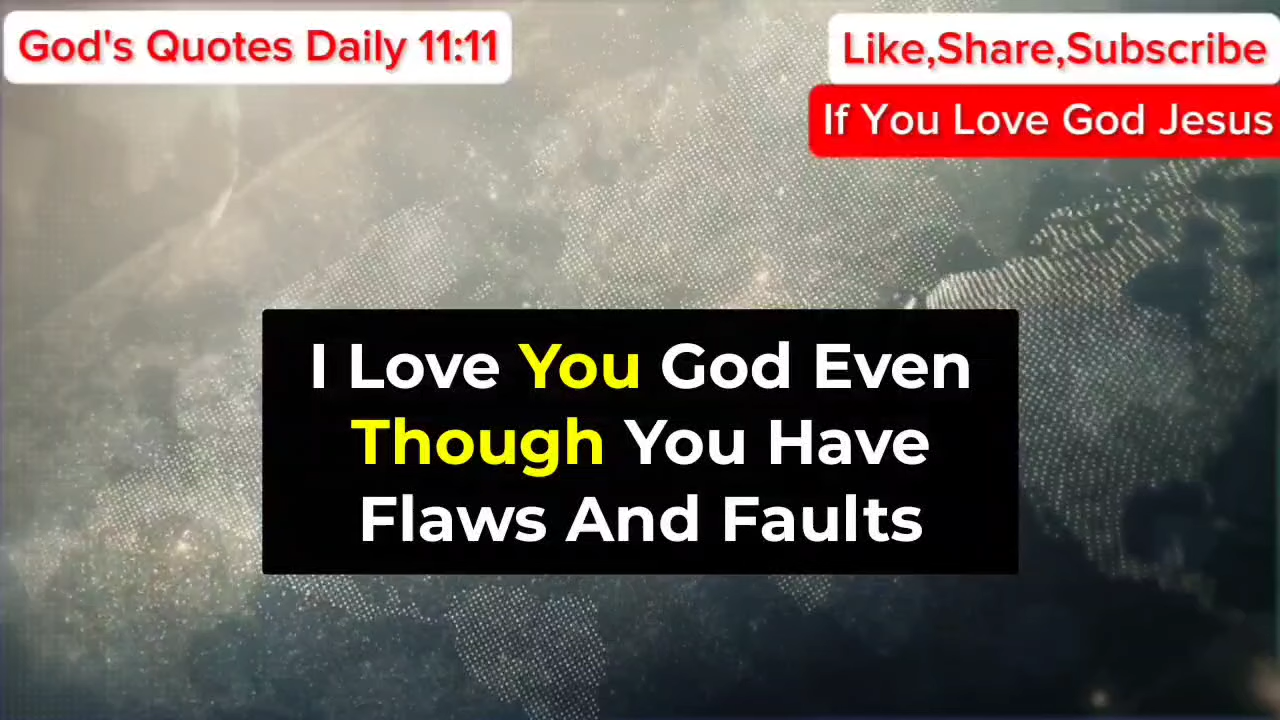 God's Quotes Daily 11:11
Like,Share,Subscribe
If You Love God Jesus
I Love You God Even
Though You Have
Flaws And Faults